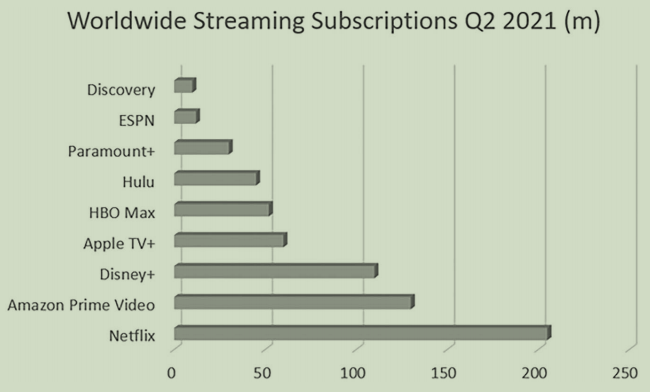 Worldwide Streaming Subscriptions Q2 2021 (m)
Discovery
ESPN
Paramount+
Hulu
HBO Max
Apple TV+
Disney+
Amazon Prime Video
Netflix
0 50 100 150 200 250